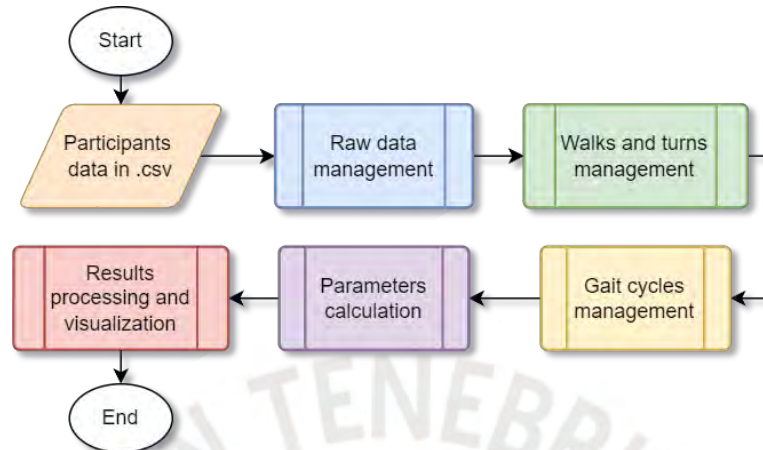 Start
Participants
data in .csv
Raw data
management
Walks and turns
management
Gait cycles
management
Parameters
calculation
Results
processing and
visualization
End
N TENEBR